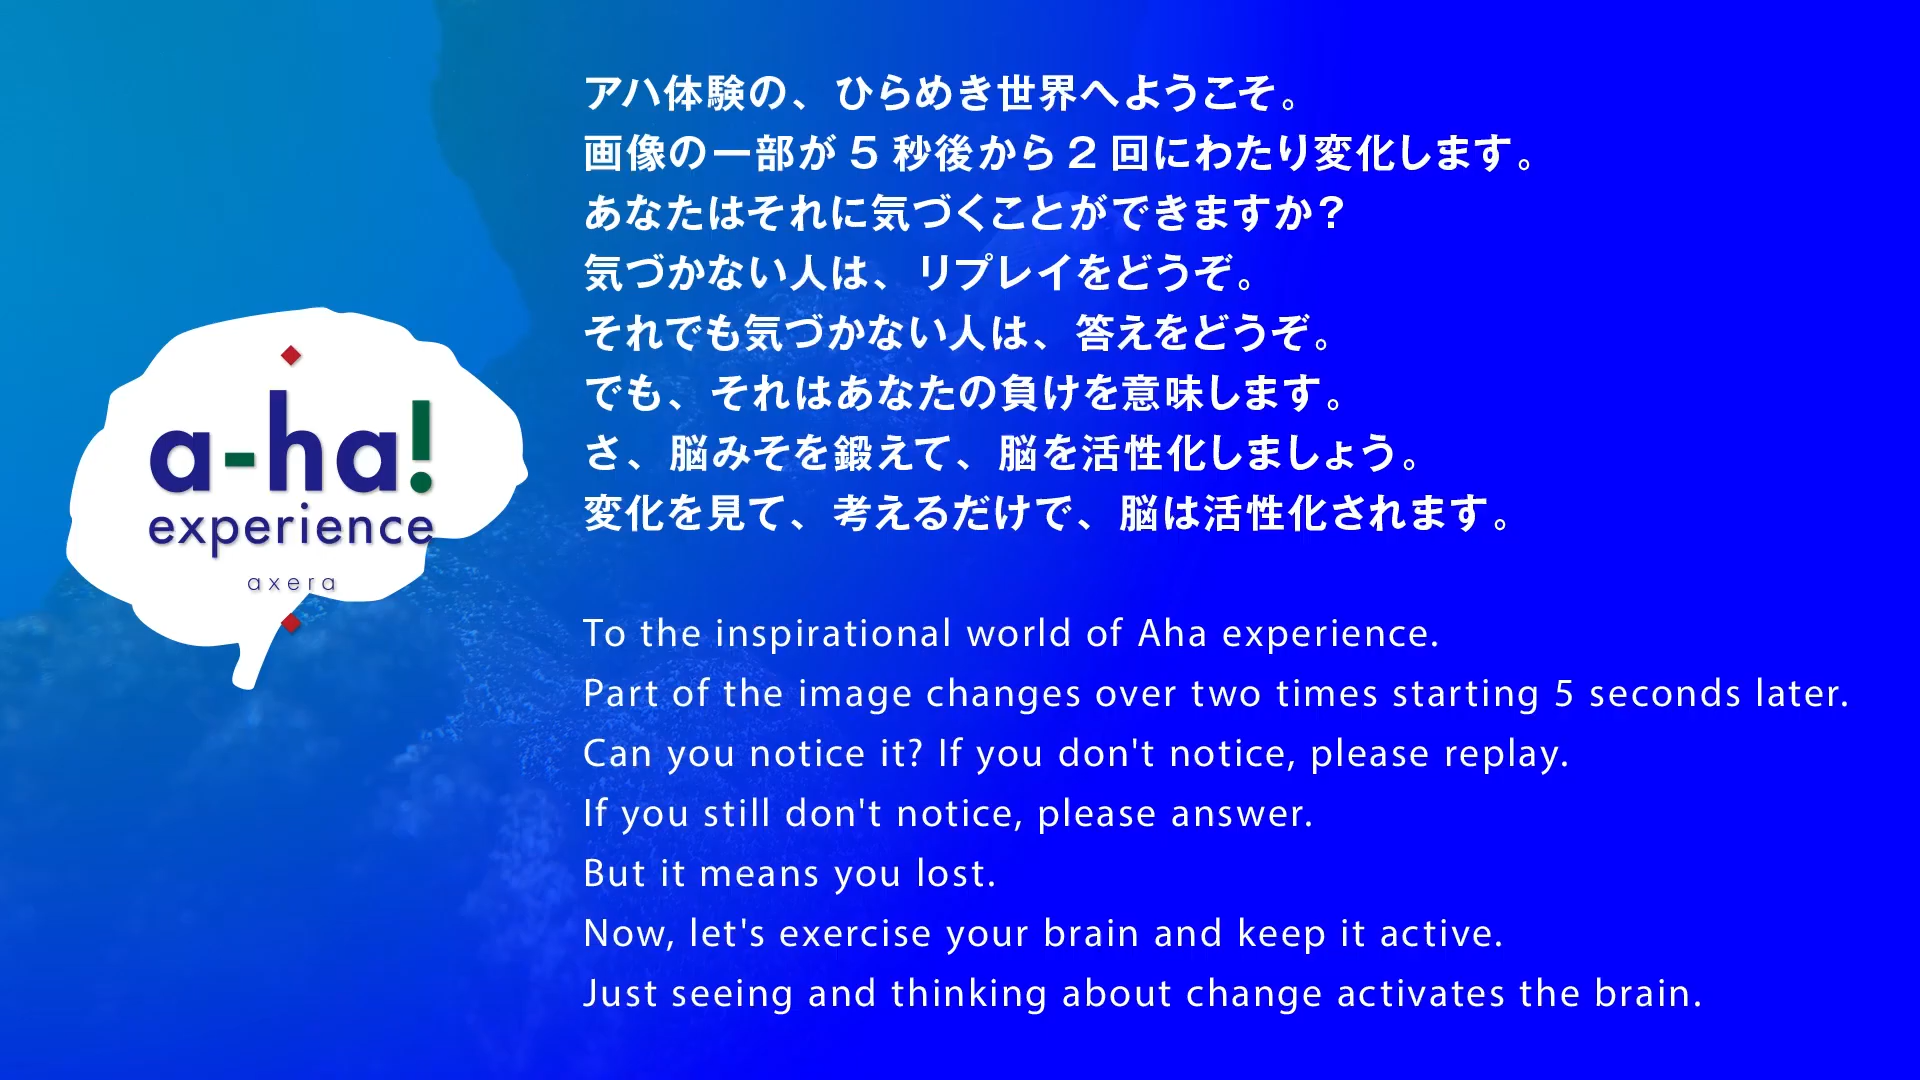 a-ha!
experience
axera
アハ体験の、ひらめき世界へようこそ。
画像の一部が5秒後から2回にわたり変化します。
あなたはそれに気づくことができますか？
気づかない人は、リプレイをどうぞ。
それでも気づかない人は、答えをどうぞ。
でも、それはあなたの負けを意味します。
さ、脳みそを鍛えて、脳を活性化しましょう。
変化を見て、考えるだけで、脳は活性化されます。
To the inspirational world of Aha experience.
Part of the image changes over two times starting 5 seconds later.
Can you notice it? If you don't notice, please replay.
If you still don't notice, please answer.
But it means you lost.
Now, let's exercise your brain and keep it active.
Just seeing and thinking about change activates the brain.